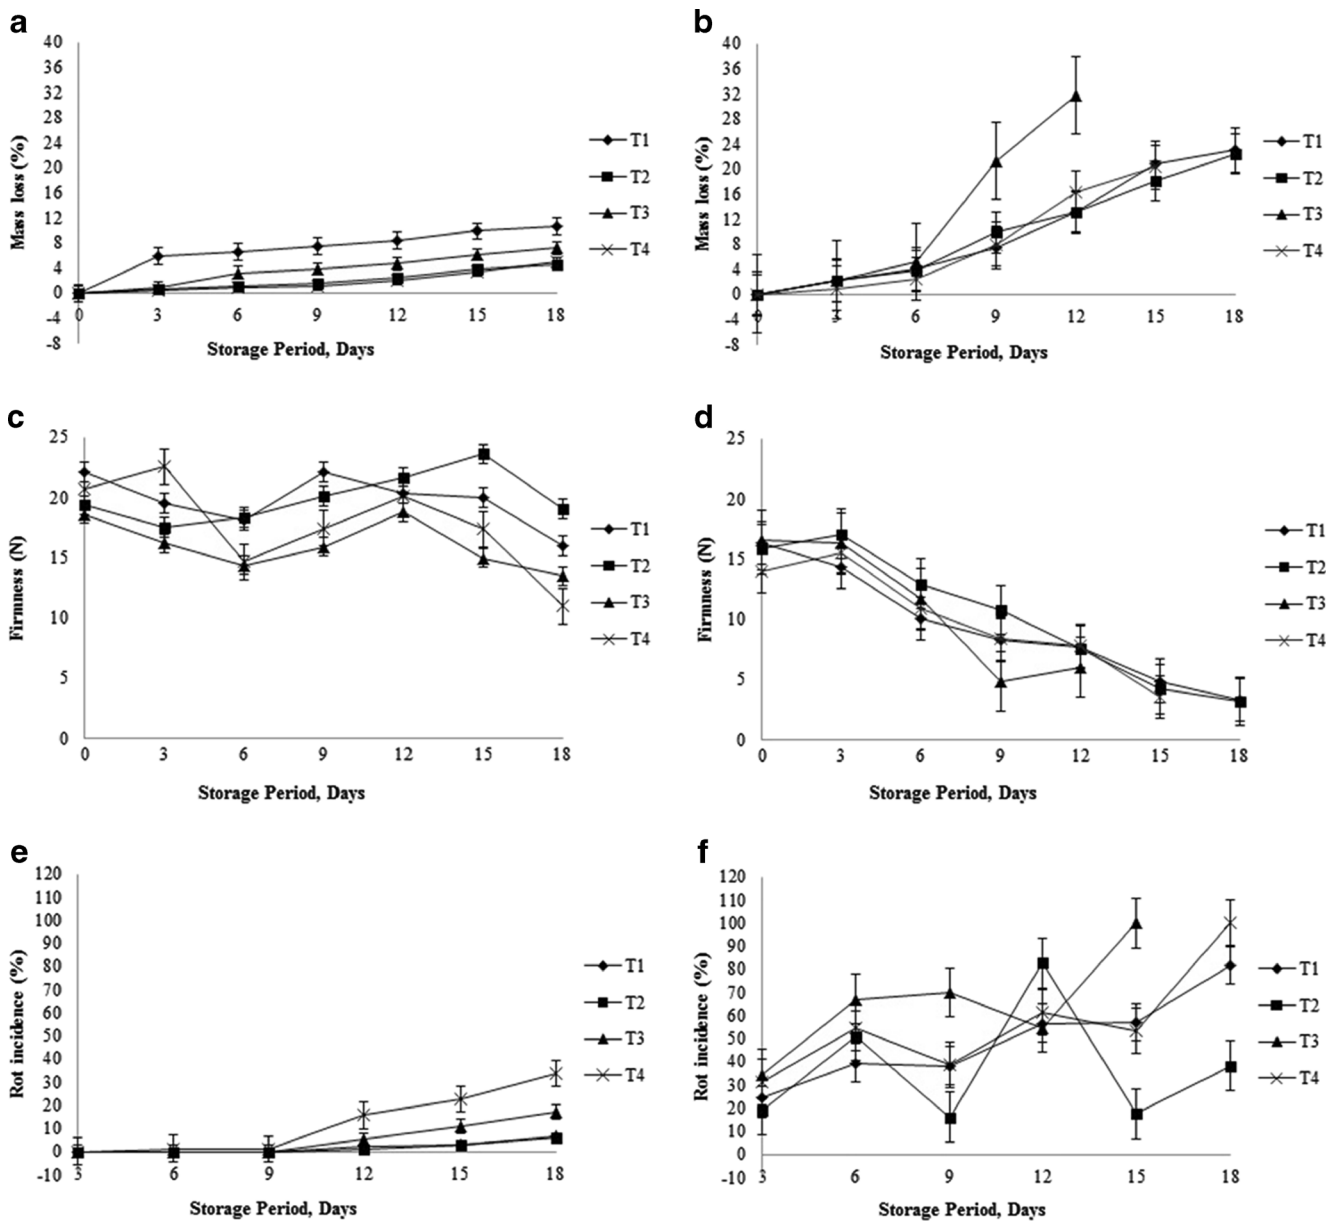 a
40
36
32
28
24
20
16
12
8
4
0
-4
-8
Mass loss (%)
0 3 6 9 12 15 18
Storage Period, Days
T1
T2
T3
T4
b
40
36
32
28
24
20
16
12
8
4
0
-4
-8
Mass loss (%)
0 3 6 9 12 15 18
Storage Period, Days
T1
T2
T3
T4
c
25
20
15
10
5
0
Firmness (N)
0 3 6 9 12 15 18
Storage Period, Days
T1
T2
T3
T4
d
25
20
15
10
5
0
Firmness (N)
0 3 6 9 12 15 18
Storage Period, Days
T1
T2
T3
T4
e
120
110
100
90
80
70
60
50
40
30
20
10
0
-10
Rot incidence (%)
3 6 9 12 15 18
Storage Period, Days
T1
T2
T3
T4
f
120
110
100
90
80
70
60
50
40
30
20
10
0
-10
Rot incidence (%)
3 6 9 12 15 18
Storage Period, Days
T1
T2
T3
T4